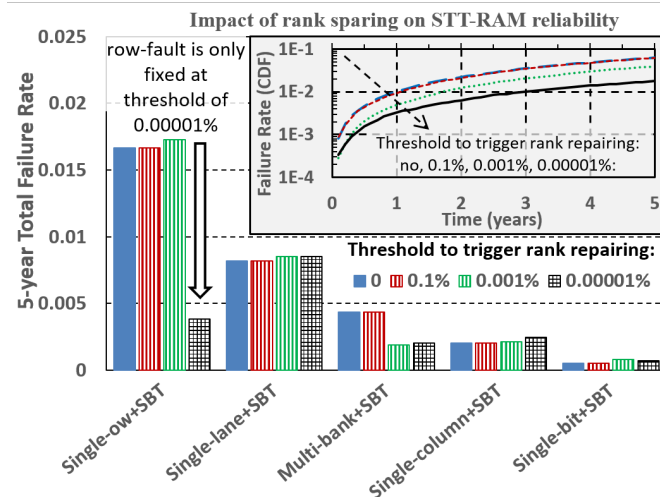 Impact of rank sparing on STT-RAM reliability
0.025
0.02
0.015
0.01
0.005
0
5-year Total Failure Rate
row-fault is only
fixed at
threshold of
0.00001%
1E-1
1E-2
1E-3
1E-4
Failure Rate (CDF)
Threshold to trigger rank repairing:
no, 0.1%, 0.001%, 0.00001%:
0 1 2 3 4 5
Time (years)
Threshold to trigger rank repairing:
0 0.1% 0.001% 0.00001%
Single-ow+SBT
Single-lane+SBT
Multi-bank+SBT
Single-column+SBT
Single-bit+SBT